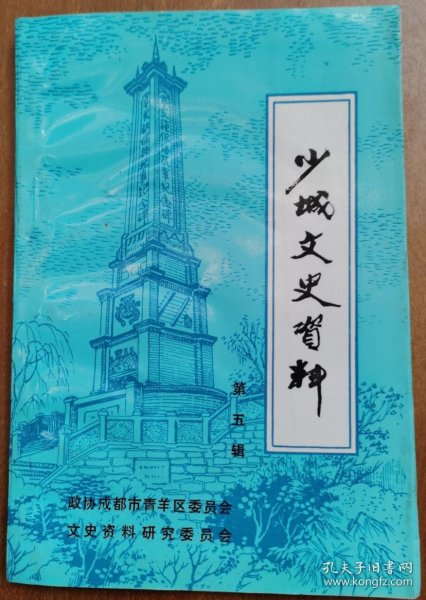 少城文史资料
第五辑
政协成都市青羊区委员会
文史资料研究委员会
孔夫子旧书网
www.kongfz.com